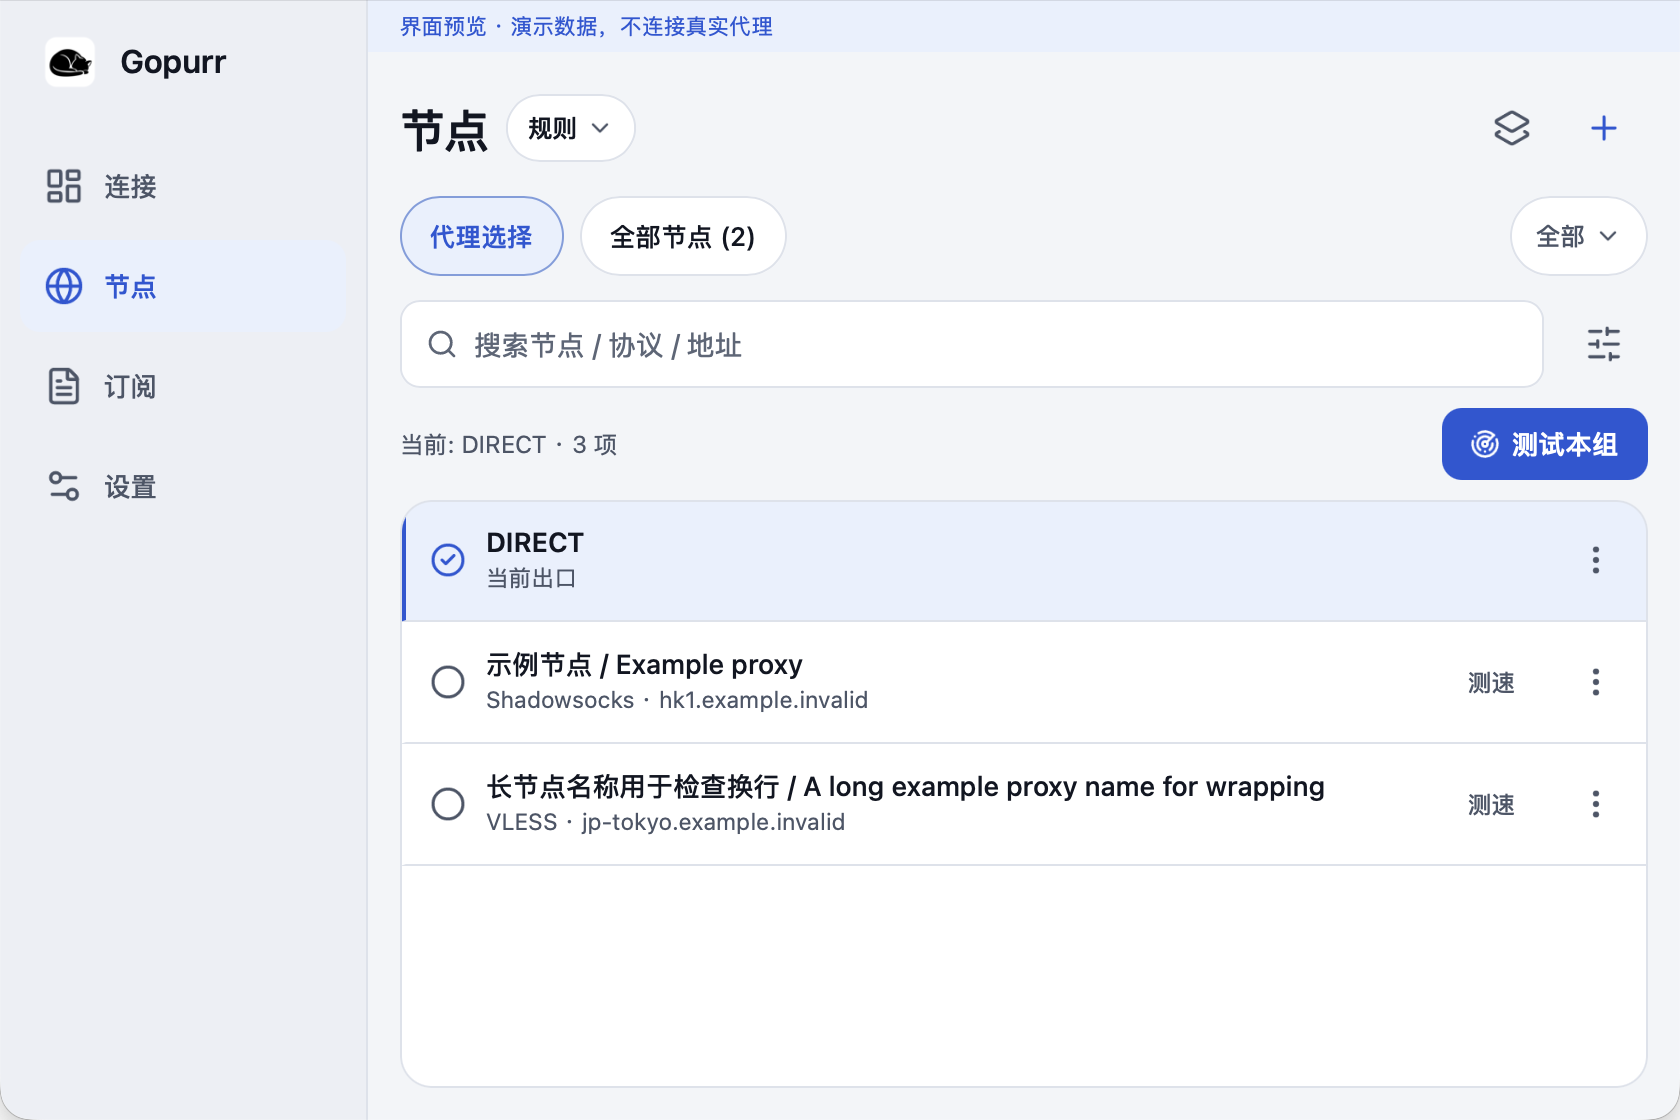 Gopurr
连接
节点
订阅
设置
界面预览 · 演示数据，不连接真实代理
节点
规则
代理选择
全部节点 (2)
全部
搜索节点 / 协议 / 地址
当前: DIRECT · 3 项
测试本组
DIRECT
当前出口
示例节点 / Example proxy
Shadowsocks · hk1.example.invalid
测速
长节点名称用于检查换行 / A long example proxy name for wrapping
VLESS · jp-tokyo.example.invalid
测速